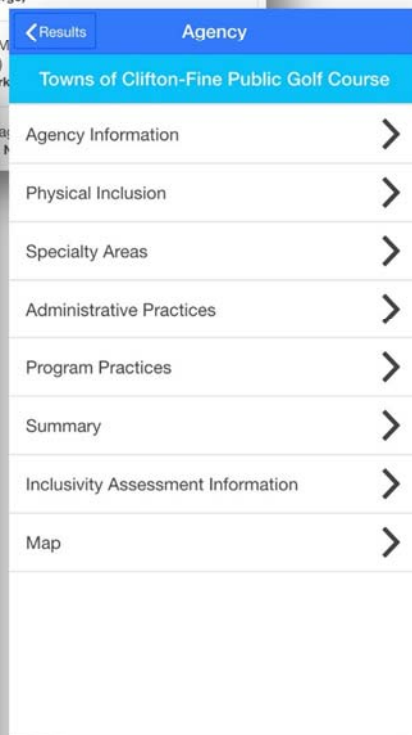 Results
Agency
Towns of Clifton-Fine Public Golf Course
Agency Information
Physical Inclusion
Specialty Areas
Administrative Practices
Program Practices
Summary
Inclusivity Assessment Information
Map